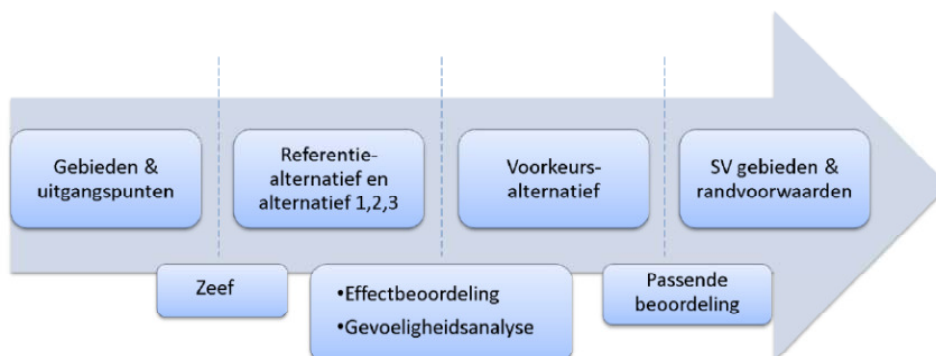 Gebieden &
uitgangspunten
Referentie-
alternatief en
alternatief 1,2,3
Voorkeurs-
alternatief
SV gebieden &
randvoorwaarden
Zeef
•Effectbeoordeling
•Gevoeligheidsanalyse
Passende
beoordeling